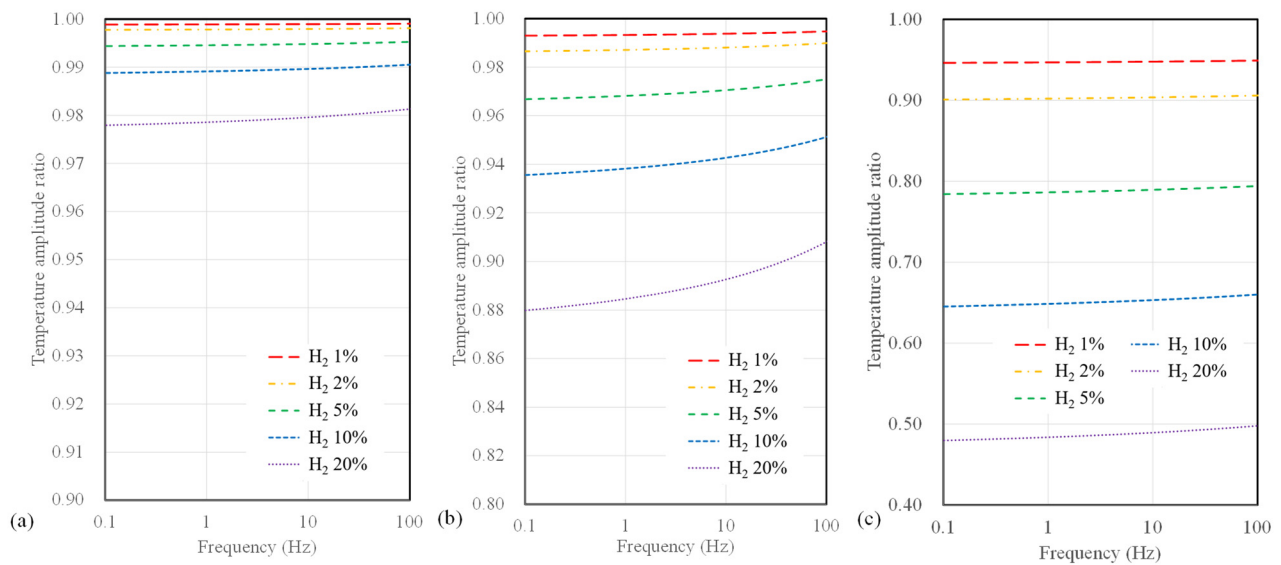 Temperature amplitude ratio
1.00
0.99
0.98
0.97
0.96
0.95
0.94
0.93
0.92
0.91
0.90
H₂ 1%
H₂ 2%
H₂ 5%
H₂ 10%
H₂ 20%
0.1 1 10 100
Frequency (Hz)
(a)
Temperature amplitude ratio
1.00
0.98
0.96
0.94
0.92
0.90
0.88
0.86
0.84
0.82
0.80
H₂ 1%
H₂ 2%
H₂ 5%
H₂ 10%
H₂ 20%
0.1 1 10 100
Frequency (Hz)
(b)
Temperature amplitude ratio
1.00
0.90
0.80
0.70
0.60
0.50
0.40
H₂ 1% H₂ 10%
H₂ 2% H₂ 20%
H₂ 5%
0.1 1 10 100
Frequency (Hz)
(c)